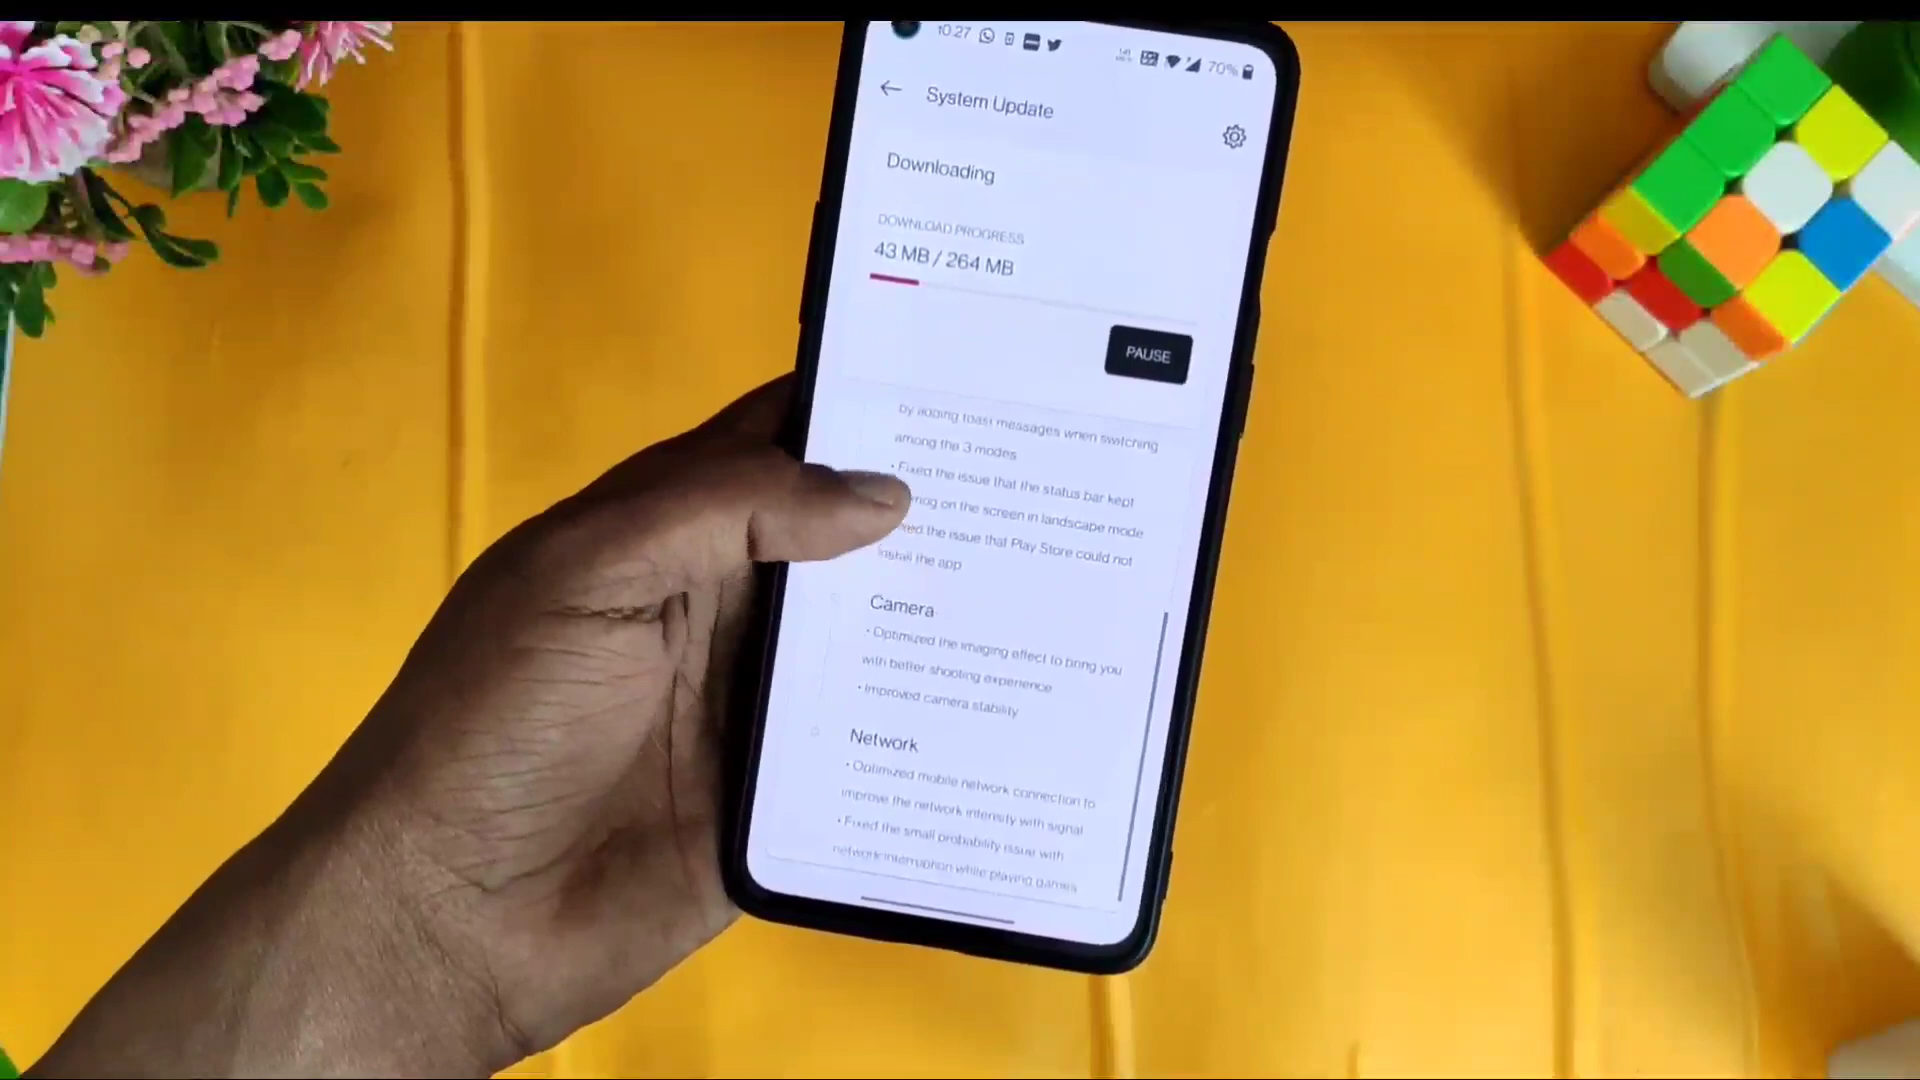 10:27
70%
System Update
Downloading
DOWNLOAD PROGRESS
43 MB / 264 MB
PAUSE
by adding toast messages when switching
among the 3 modes
• Fixed the issue that the status bar kept
on the screen in landscape mode
the issue that Play Store could not
install the app
Camera
• Optimized the imaging effect to bring you
with better shooting experience
• Improved camera stability
Network
• Optimized mobile network connection to
improve the network intensity with signal
• Fixed the small probability issue with
network interruption while playing games